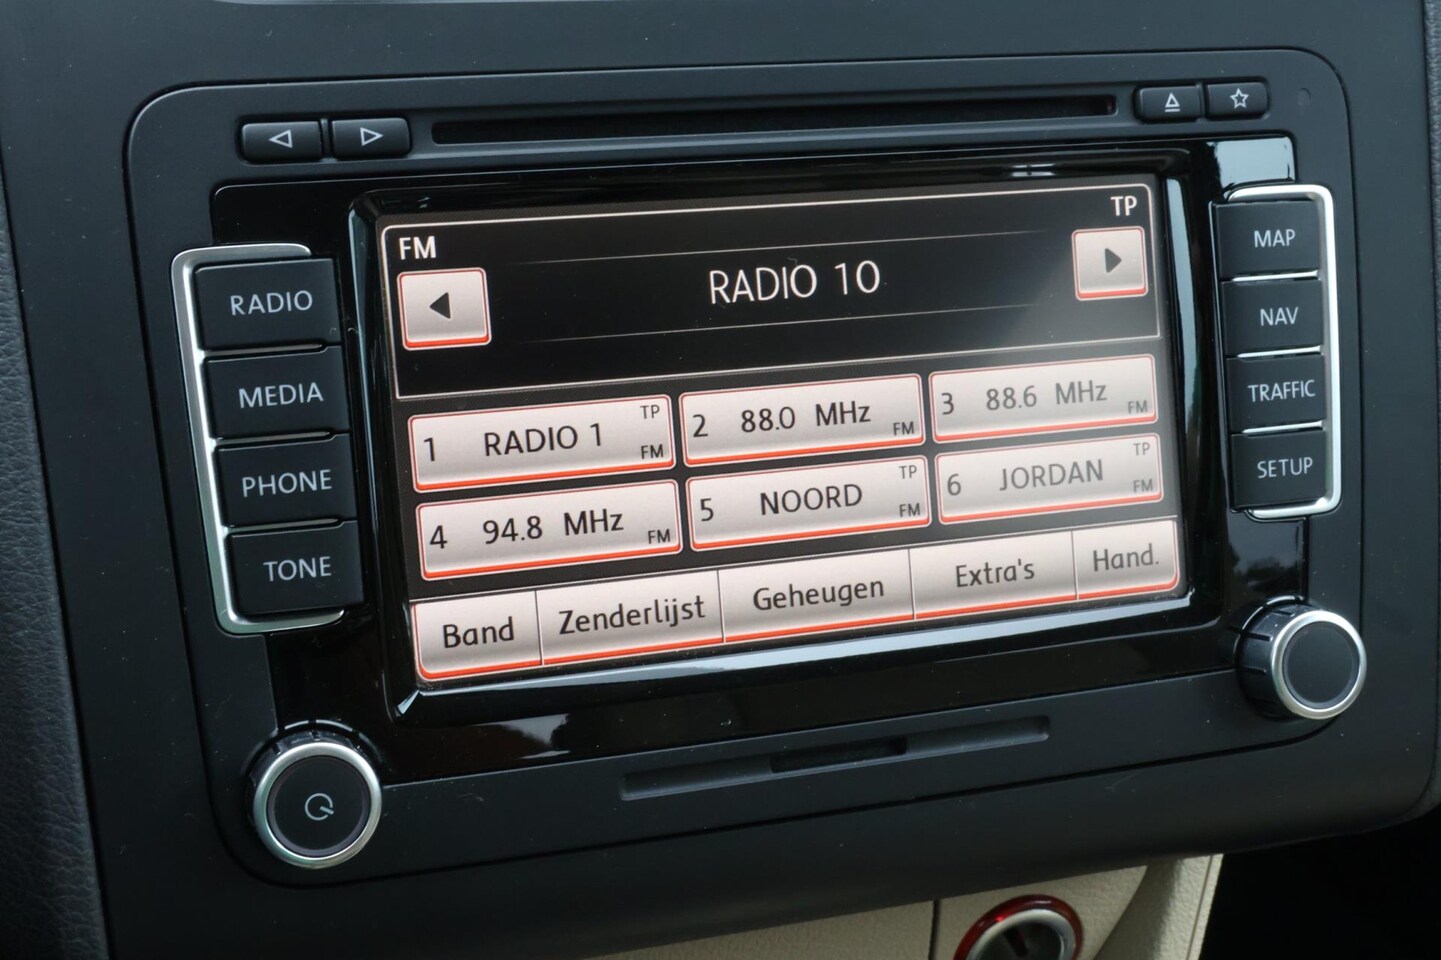 FM
TP
RADIO 10
1 RADIO 1 TP FM
2 88.0 MHz FM
3 88.6 MHz FM
4 94.8 MHz FM
5 NOORD TP FM
6 JORDAN TP FM
Band Zenderlijst Geheugen Extra's Hand.
RADIO
MEDIA
PHONE
TONE
MAP
NAV
TRAFFIC
SETUP